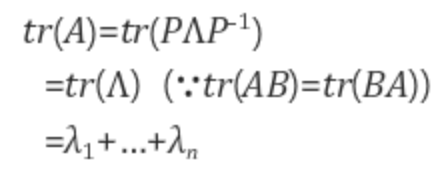 tr(A)=tr(PΛP⁻¹)
=tr(Λ) (∵tr(AB)=tr(BA))
=λ₁+...+λₙ